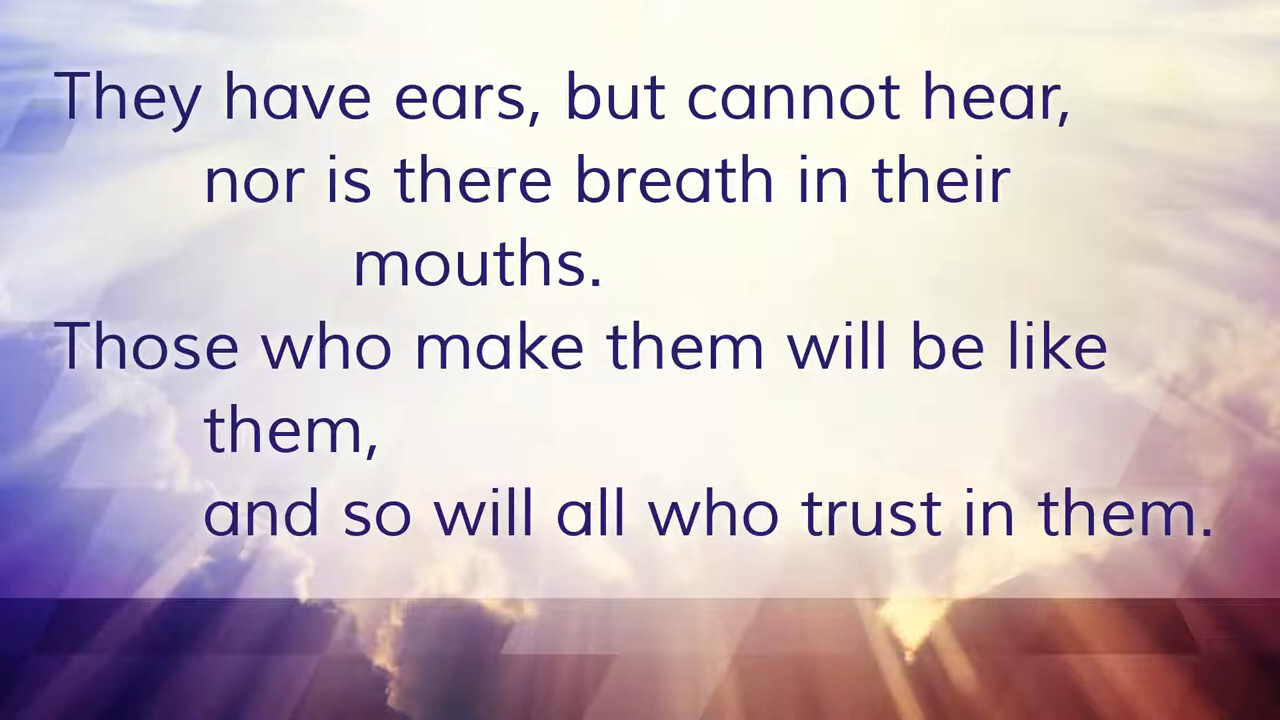 They have ears, but cannot hear,
nor is there breath in their
mouths.
Those who make them will be like
them,
and so will all who trust in them.